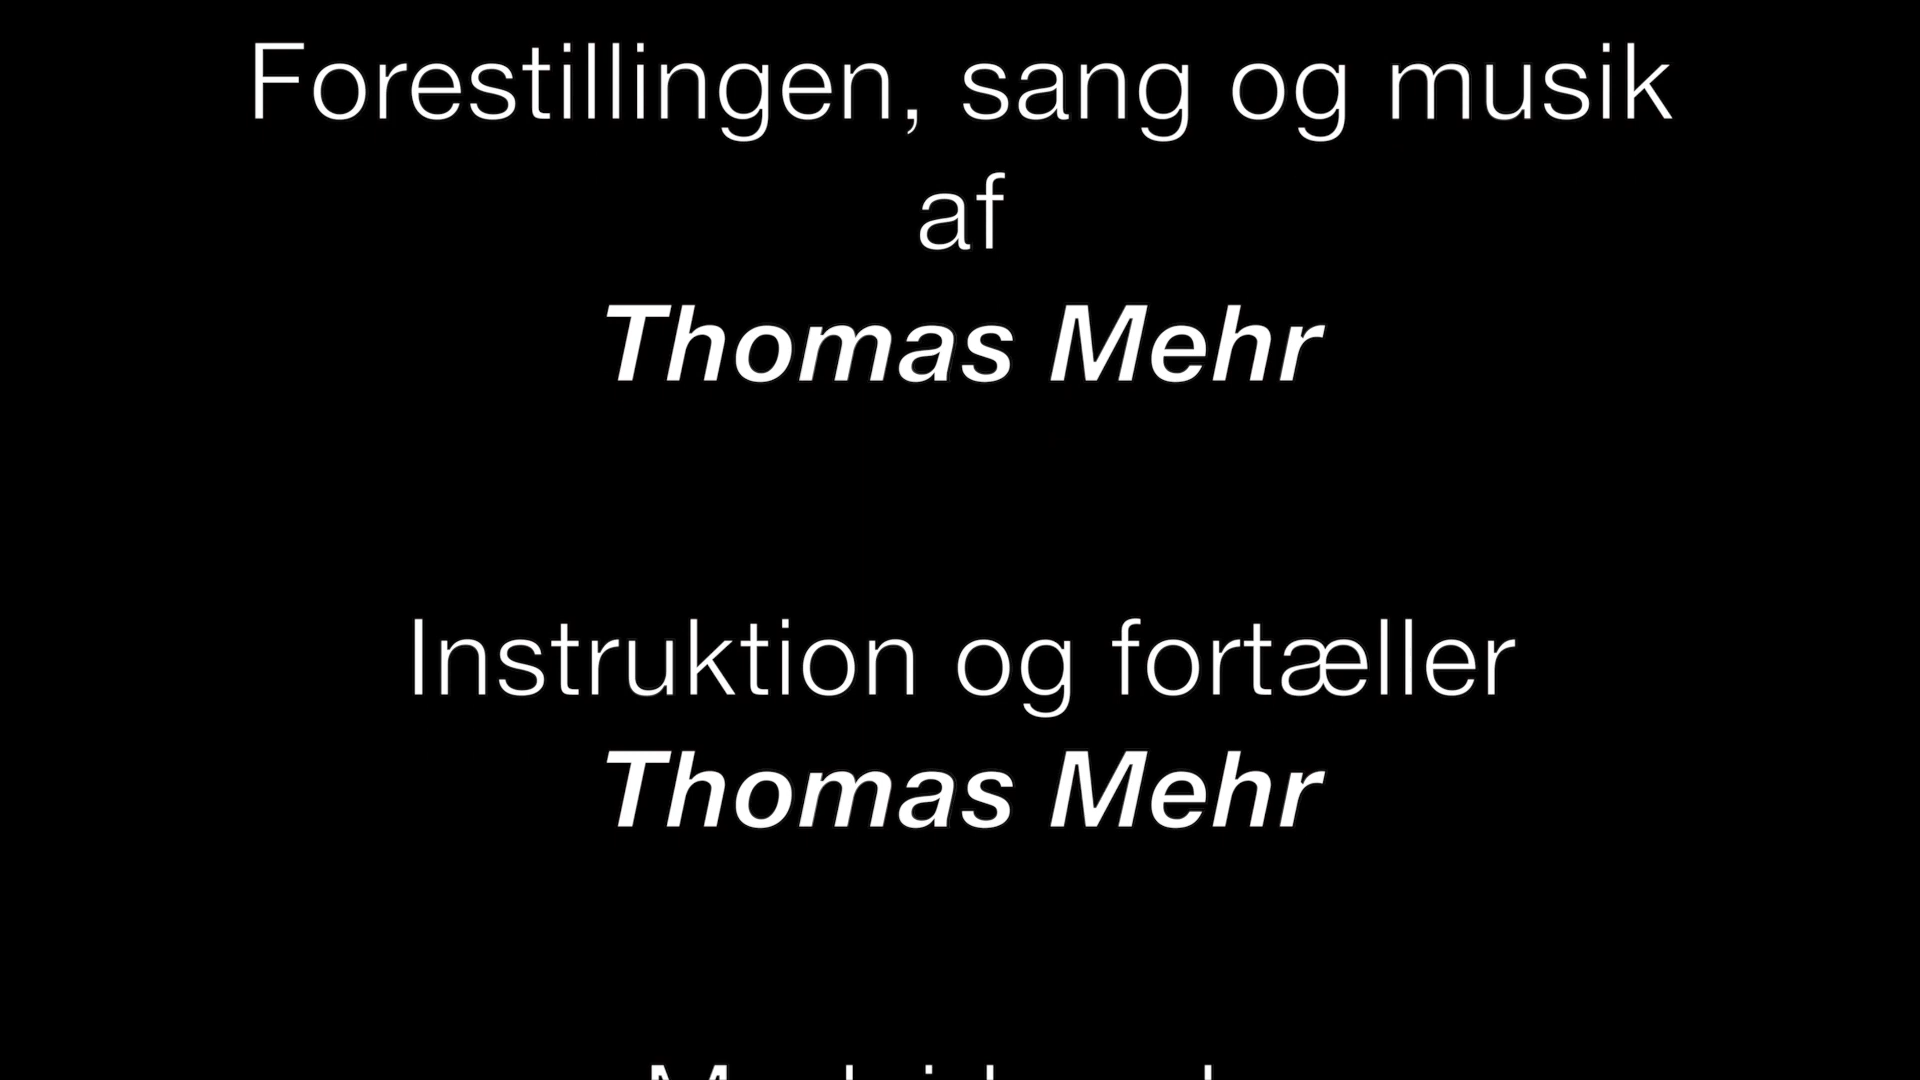 Forestillingen, sang og musik
af
Thomas Mehr
Instruktion og fortæller
Thomas Mehr